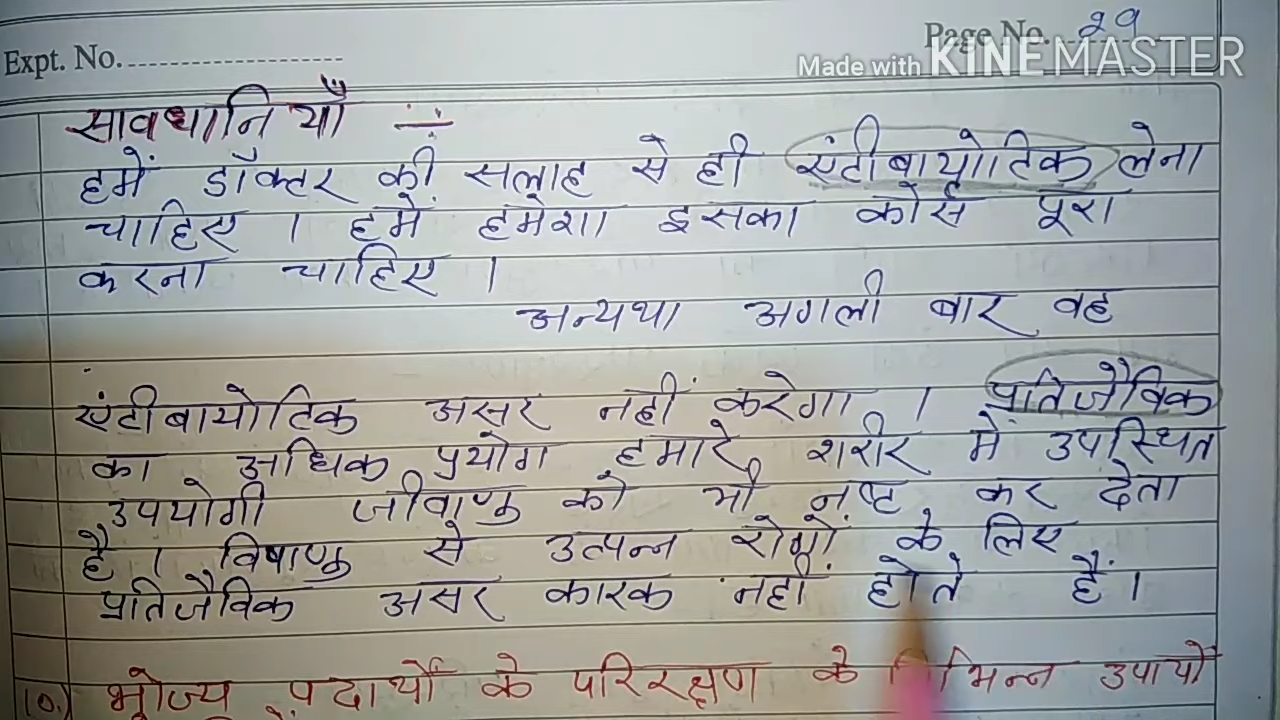 Expt. No.
Page No. 29
Made with KINEMASTER
सावधानियाँ ÷
हमें डॉक्टर की सलाह से ही एंटीबायोटिक लेना
चाहिए । हमें हमेशा इसका कोर्स पूरा
करना चाहिए ।
अन्यथा अगली बार वह
एंटीबायोटिक असर नहीं करेगा । प्रतिजैविक
का अधिक प्रयोग हमारे शरीर में उपस्थित
उपयोगी जीवाणु को भी नष्ट कर देता
है । विषाणु से उत्पन्न रोगों के लिए
प्रतिजैविक असर कारक नहीं होते हैं ।
10.) भोज्य पदार्थों के परिरक्षण के विभिन्न उपायों